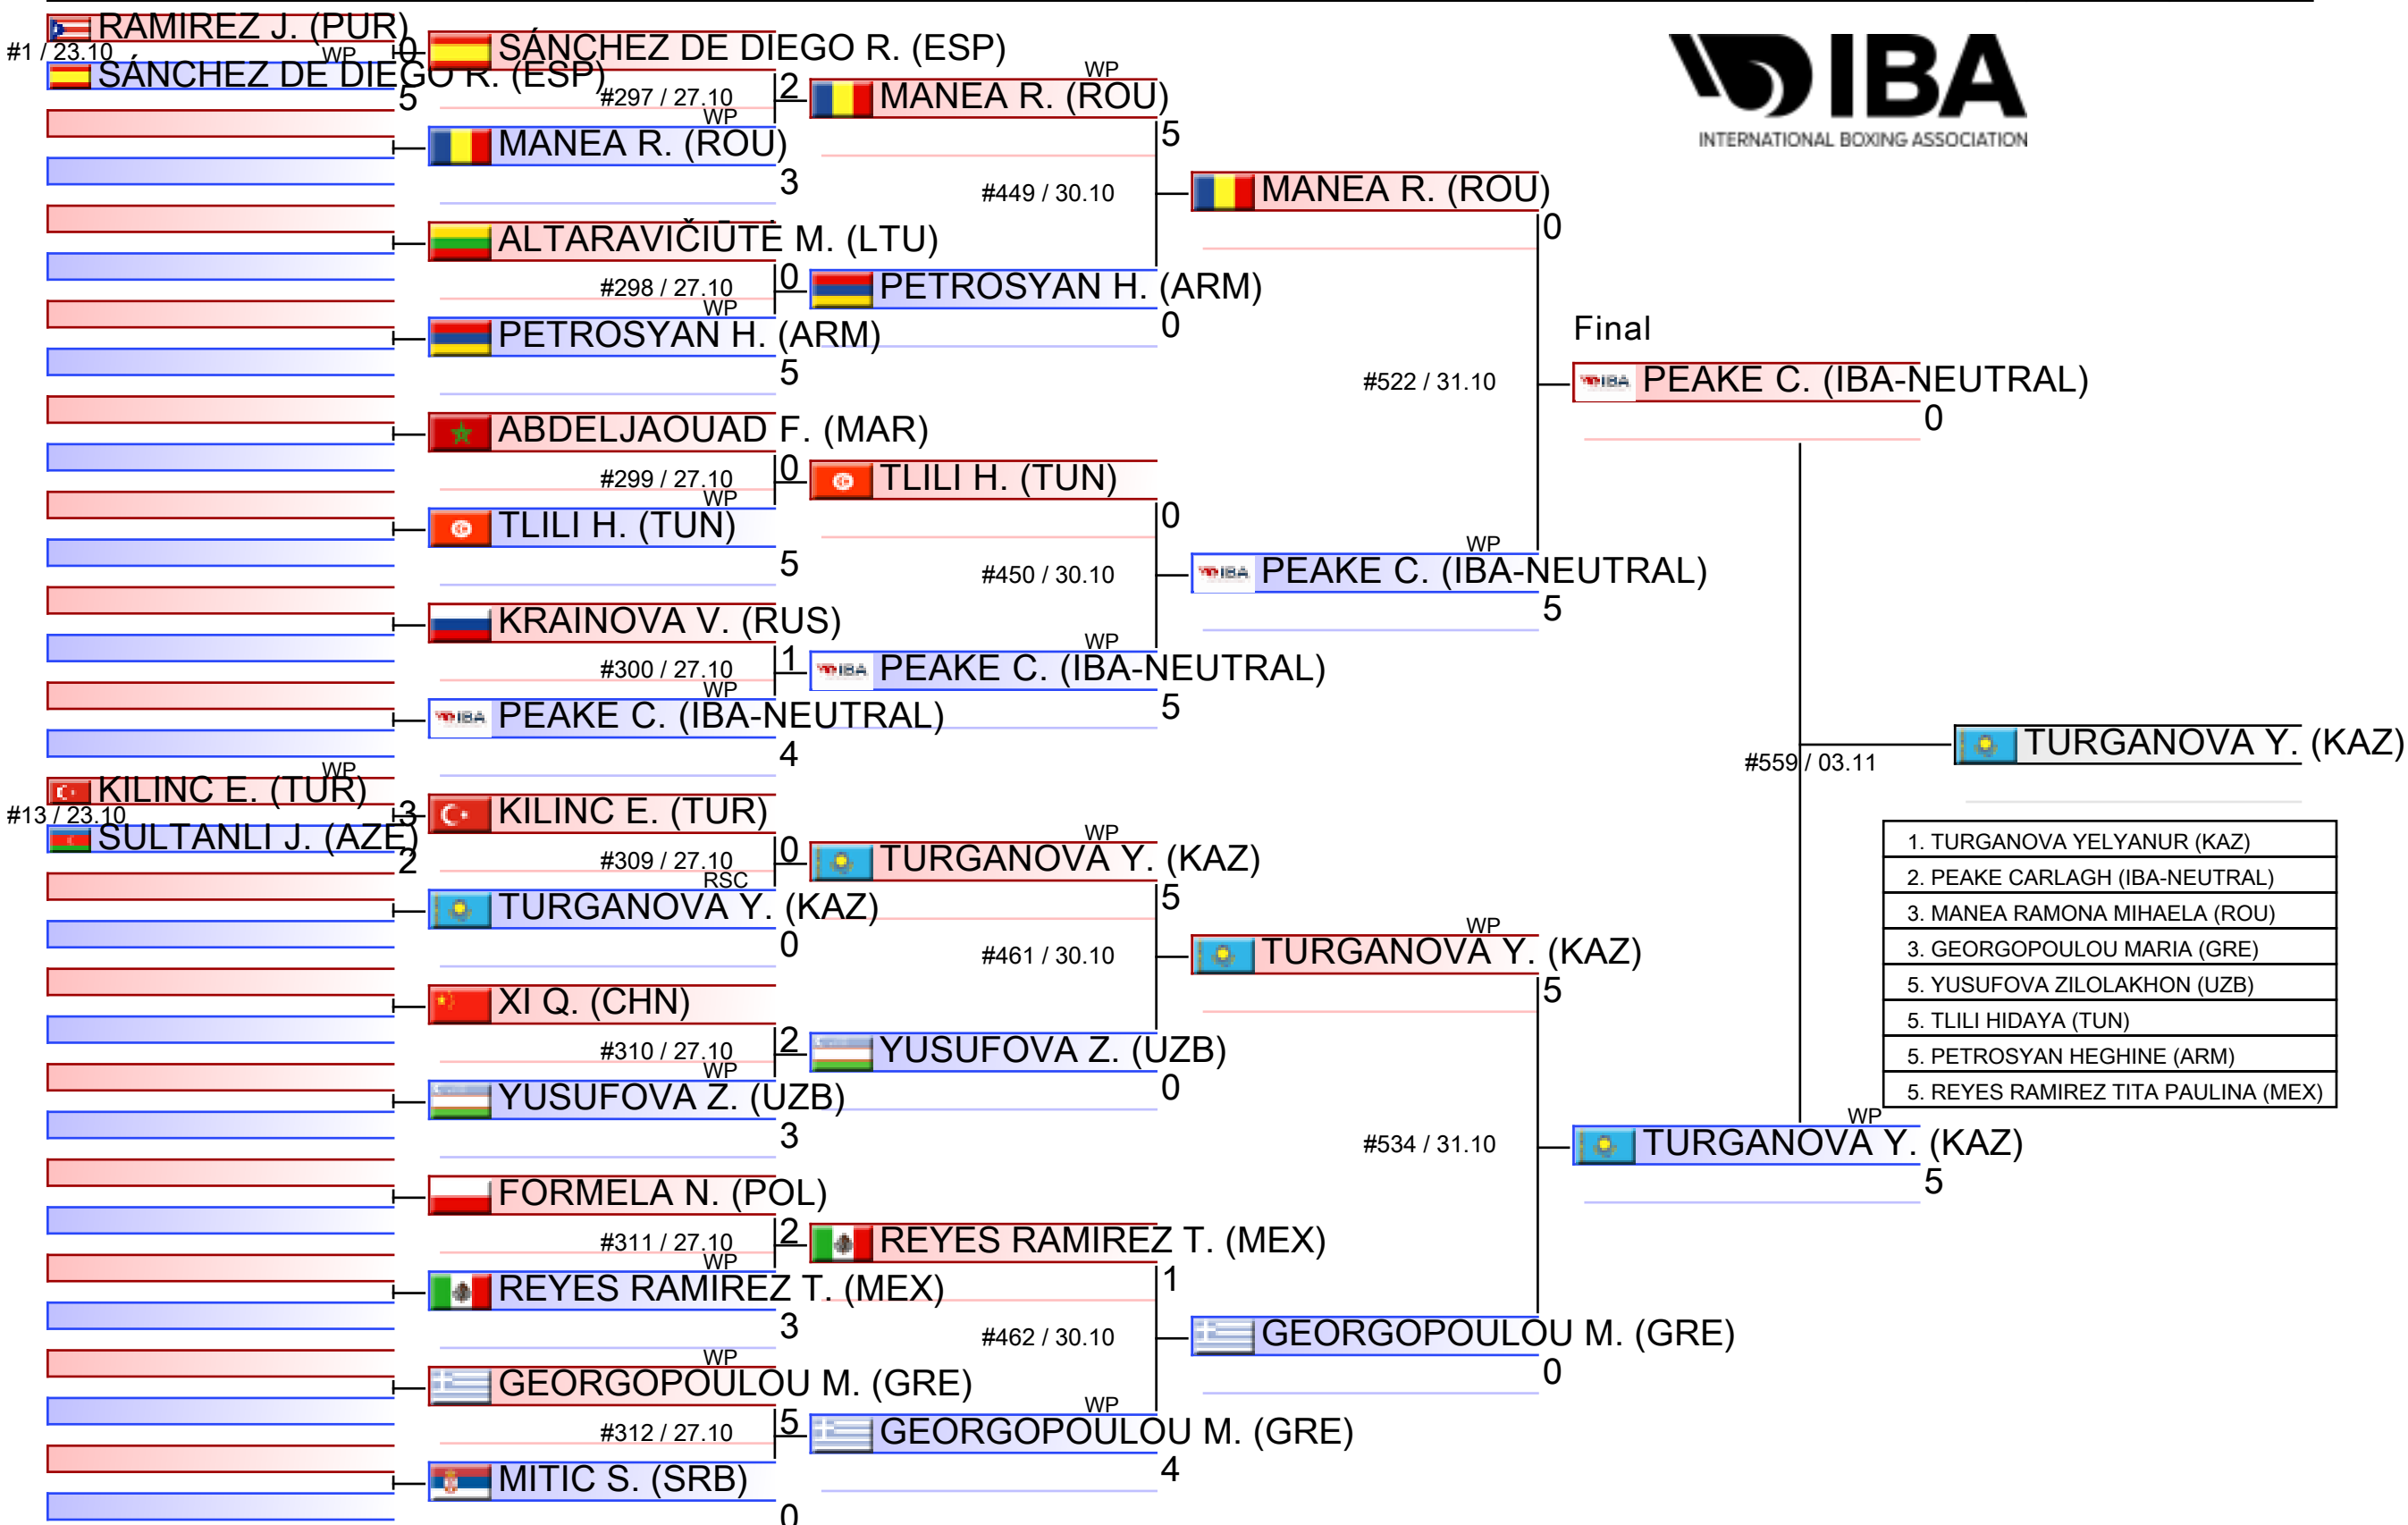 RAMIREZ J. (PUR)
#1 / 23.10
WP
0
SÁNCHEZ DE DIEGO R. (ESP)
5
KILINC E. (TUR)
WP
#13 / 23.10
3
SULTANLI J. (AZE)
2
SÁNCHEZ DE DIEGO R. (ESP)
2
#297 / 27.10
WP
MANEA R. (ROU)
3
ALTARAVIČIŪTĖ M. (LTU)
0
#298 / 27.10
WP
PETROSYAN H. (ARM)
5
ABDELJAOUAD F. (MAR)
0
#299 / 27.10
WP
TLILI H. (TUN)
5
KRAINOVA V. (RUS)
1
#300 / 27.10
WP
IBA
PEAKE C. (IBA-NEUTRAL)
4
KILINC E. (TUR)
0
#309 / 27.10
RSC
TURGANOVA Y. (KAZ)
0
XI Q. (CHN)
2
#310 / 27.10
WP
YUSUFOVA Z. (UZB)
3
FORMELA N. (POL)
2
#311 / 27.10
WP
REYES RAMIREZ T. (MEX)
3
WP
GEORGOPOULOU M. (GRE)
5
#312 / 27.10
MITIC S. (SRB)
0
WP
MANEA R. (ROU)
5
#449 / 30.10
PETROSYAN H. (ARM)
0
TLILI H. (TUN)
0
#450 / 30.10
WP
IBA
PEAKE C. (IBA-NEUTRAL)
5
WP
TURGANOVA Y. (KAZ)
5
#461 / 30.10
YUSUFOVA Z. (UZB)
0
REYES RAMIREZ T. (MEX)
1
#462 / 30.10
WP
GEORGOPOULOU M. (GRE)
4
MANEA R. (ROU)
0
#522 / 31.10
WP
IBA
PEAKE C. (IBA-NEUTRAL)
5
WP
TURGANOVA Y. (KAZ)
5
#534 / 31.10
GEORGOPOULOU M. (GRE)
0
Final
IBA
PEAKE C. (IBA-NEUTRAL)
0
#559 / 03.11
WP
TURGANOVA Y. (KAZ)
5
IBA
INTERNATIONAL BOXING ASSOCIATION
TURGANOVA Y. (KAZ)
1. TURGANOVA YELYANUR (KAZ)
2. PEAKE CARLAGH (IBA-NEUTRAL)
3. MANEA RAMONA MIHAELA (ROU)
3. GEORGOPOULOU MARIA (GRE)
5. YUSUFOVA ZILOLAKHON (UZB)
5. TLILI HIDAYA (TUN)
5. PETROSYAN HEGHINE (ARM)
5. REYES RAMIREZ TITA PAULINA (MEX)